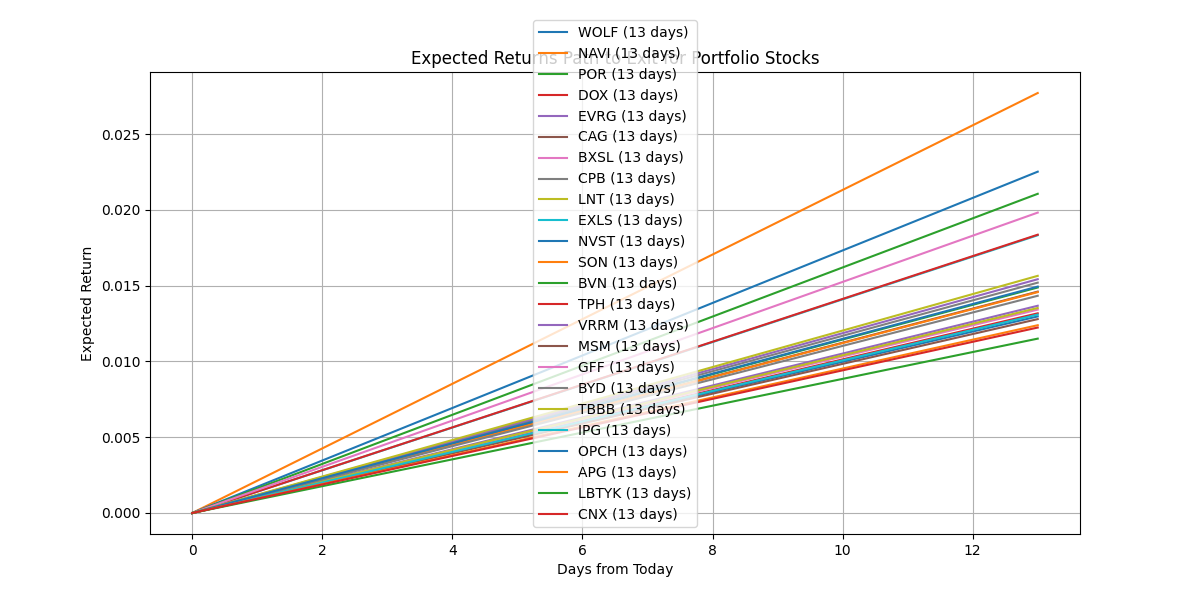 Expected Returns Path to Exit for Portfolio Stocks
WOLF (13 days)
NAVI (13 days)
POR (13 days)
DOX (13 days)
EVRG (13 days)
CAG (13 days)
BXSL (13 days)
CPB (13 days)
LNT (13 days)
EXLS (13 days)
NVST (13 days)
SON (13 days)
BVN (13 days)
TPH (13 days)
VRRM (13 days)
MSM (13 days)
GFF (13 days)
BYD (13 days)
TBBB (13 days)
IPG (13 days)
OPCH (13 days)
APG (13 days)
LBTYK (13 days)
CNX (13 days)
Expected Return
0.025
0.020
0.015
0.010
0.005
0.000
0 2 4 6 8 10 12
Days from Today